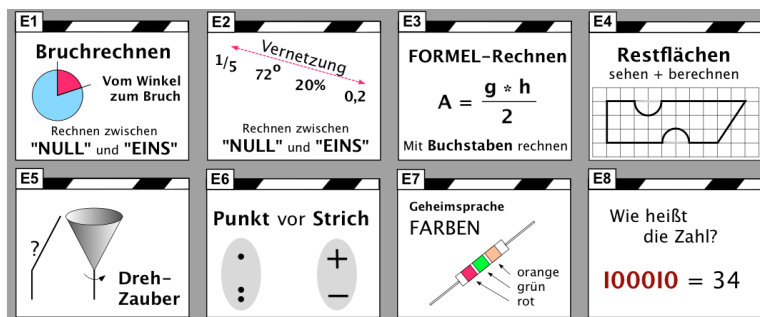 E1
Bruchrechnen
Vom Winkel
zum Bruch
Rechnen zwischen
"NULL" und "EINS"
E2
Vernetzung
1/5 72° 20% 0,2
Rechnen zwischen
"NULL" und "EINS"
E3
FORMEL-Rechnen
A = g * h / 2
Mit Buchstaben rechnen
E4
Restflächen
sehen + berechnen
E5
?
Dreh-
Zauber
E6
Punkt vor Strich
• +
: –
E7
Geheimsprache
FARBEN
orange
grün
rot
E8
Wie heißt
die Zahl?
I000I0 = 34